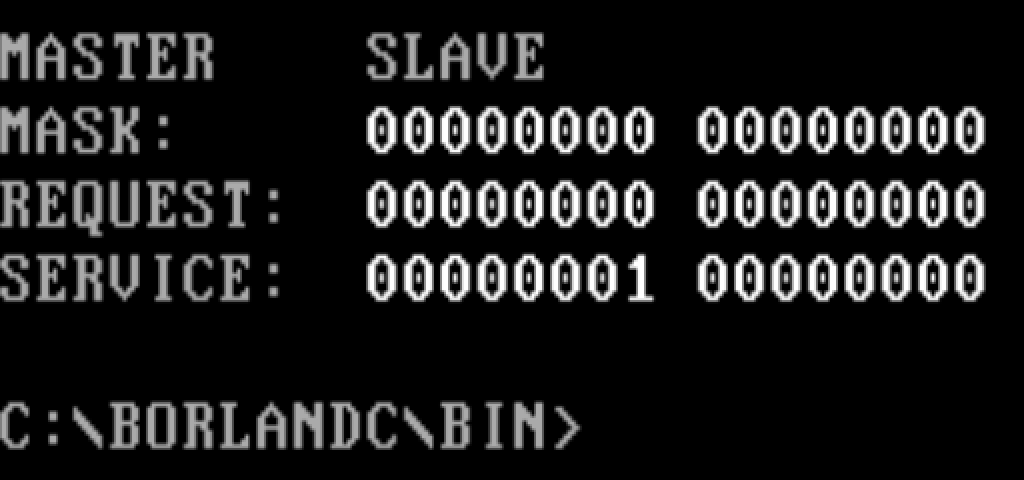 MASTER SLAVE
MASK: 00000000 00000000
REQUEST: 00000000 00000000
SERVICE: 00000001 00000000
C:\BORLANDC\BIN>